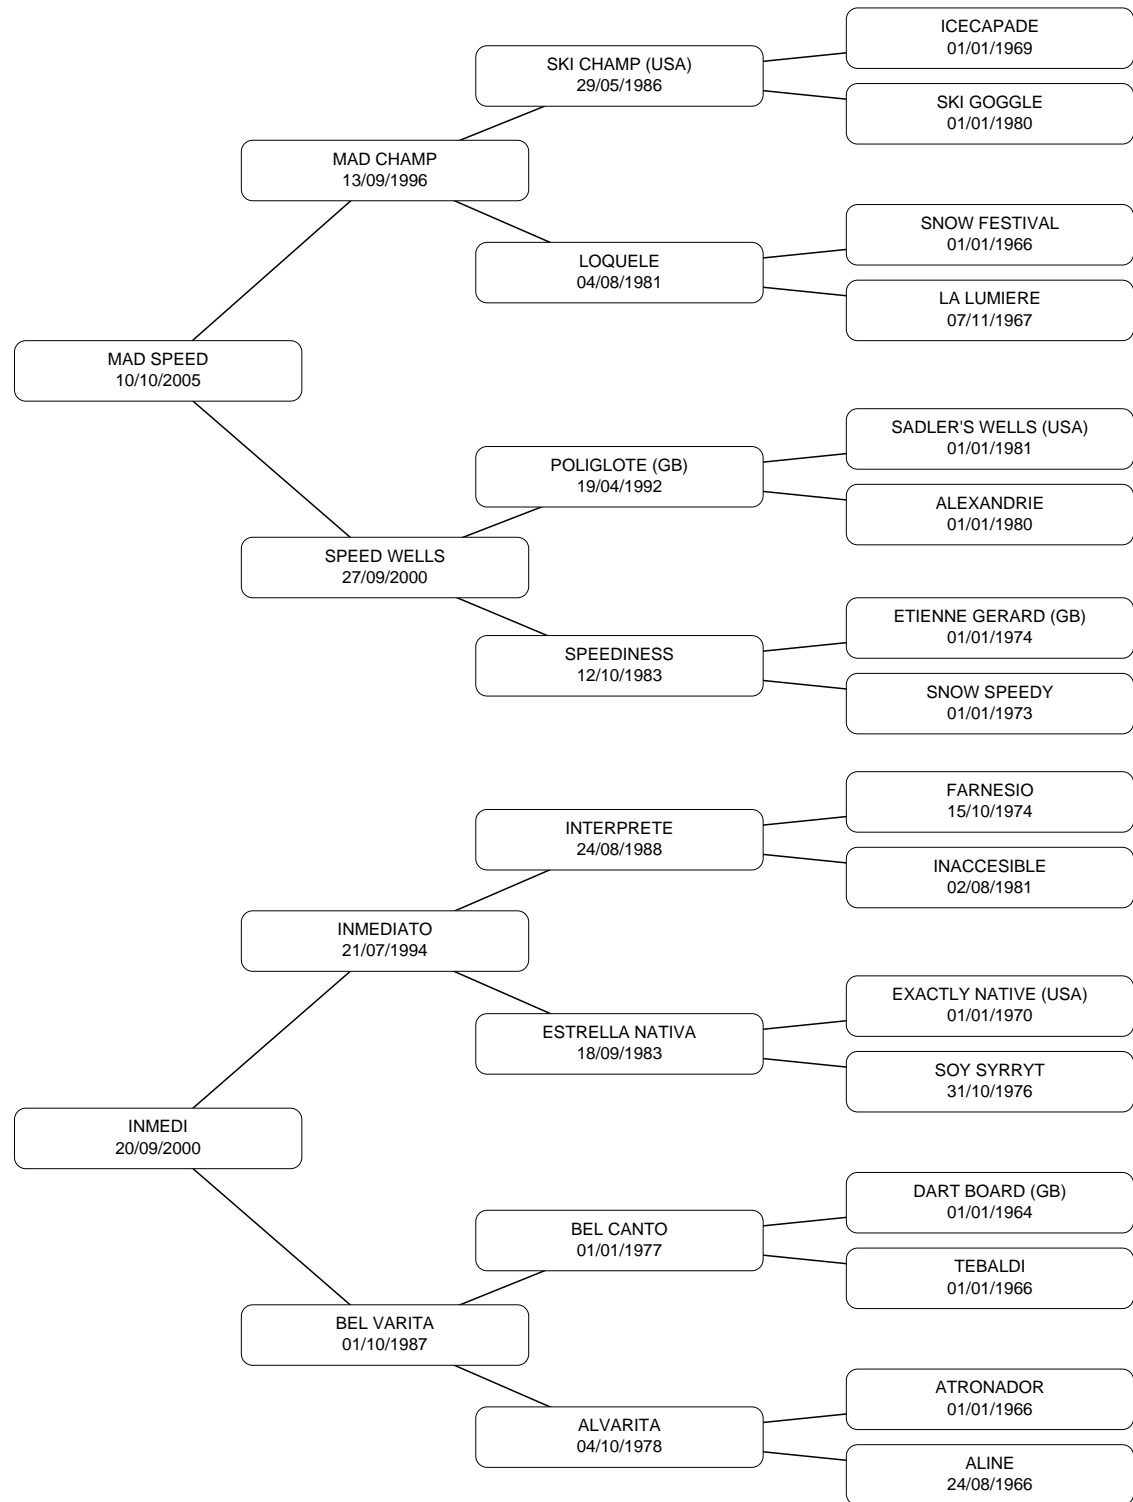 ICECAPADE
01/01/1969
SKI CHAMP (USA)
29/05/1986
SKI GOGGLE
01/01/1980
MAD CHAMP
13/09/1996
SNOW FESTIVAL
01/01/1966
LOQUELE
04/08/1981
LA LUMIERE
07/11/1967
MAD SPEED
10/10/2005
SADLER'S WELLS (USA)
01/01/1981
POLIGLOTE (GB)
19/04/1992
ALEXANDRIE
01/01/1980
SPEED WELLS
27/09/2000
ETIENNE GERARD (GB)
01/01/1974
SPEEDINESS
12/10/1983
SNOW SPEEDY
01/01/1973
FARNESIO
15/10/1974
INTERPRETE
24/08/1988
INACCESIBLE
02/08/1981
INMEDIATO
21/07/1994
EXACTLY NATIVE (USA)
01/01/1970
ESTRELLA NATIVA
18/09/1983
SOY SYRRYT
31/10/1976
INMEDI
20/09/2000
DART BOARD (GB)
01/01/1964
BEL CANTO
01/01/1977
TEBALDI
01/01/1966
BEL VARITA
01/10/1987
ATRONADOR
01/01/1966
ALVARITA
04/10/1978
ALINE
24/08/1966